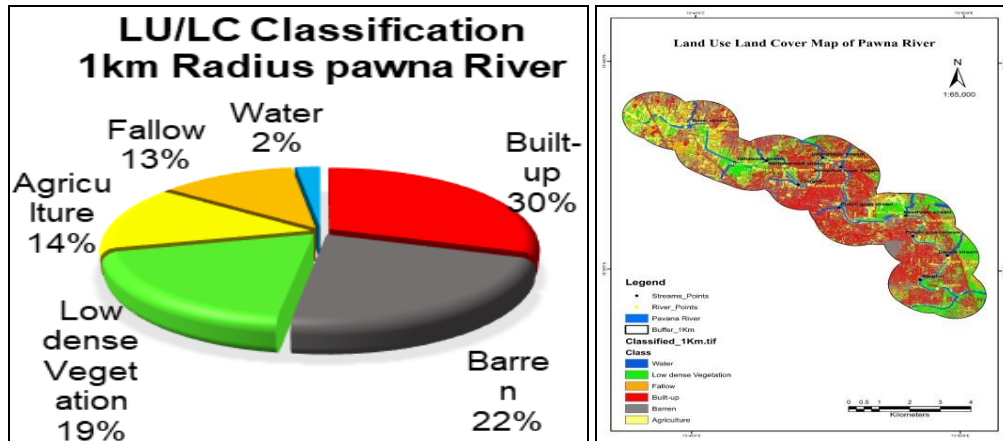 LU/LC Classification
1km Radius pawna River
Water
2%
Fallow
13%
Built-
up
30%
Agricu
lture
14%
Low
dense
Veget
ation
19%
Barre
n
22%
Land Use Land Cover Map of Pawna River
N
1:65,000
Legend
Streams_Points
River_Points
Pavana River
Buffer_1Km
Classified_1Km.tif
Class
Water
Low dense Vegetation
Fallow
Built-up
Barren
Agriculture
0 0.5 1 2 3 4
Kilometers